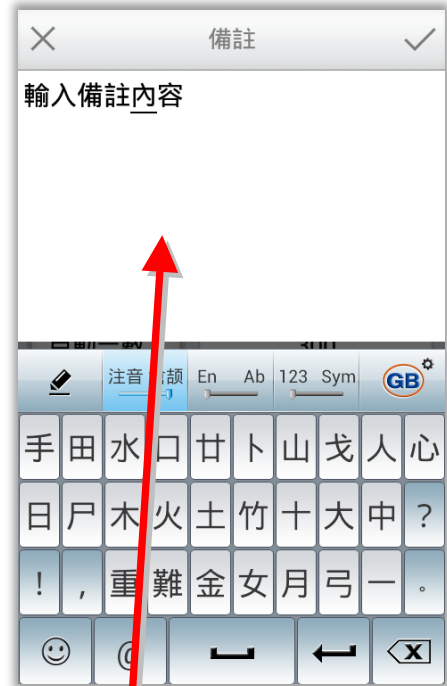 備註
輸入備註內容
注音 倉颉 En Ab 123 Sym GB
手 田 水 口 廿 卜 山 戈 人 心
日 尸 木 火 土 竹 十 大 中 ?
! , 重 難 金 女 月 弓 一 。
@